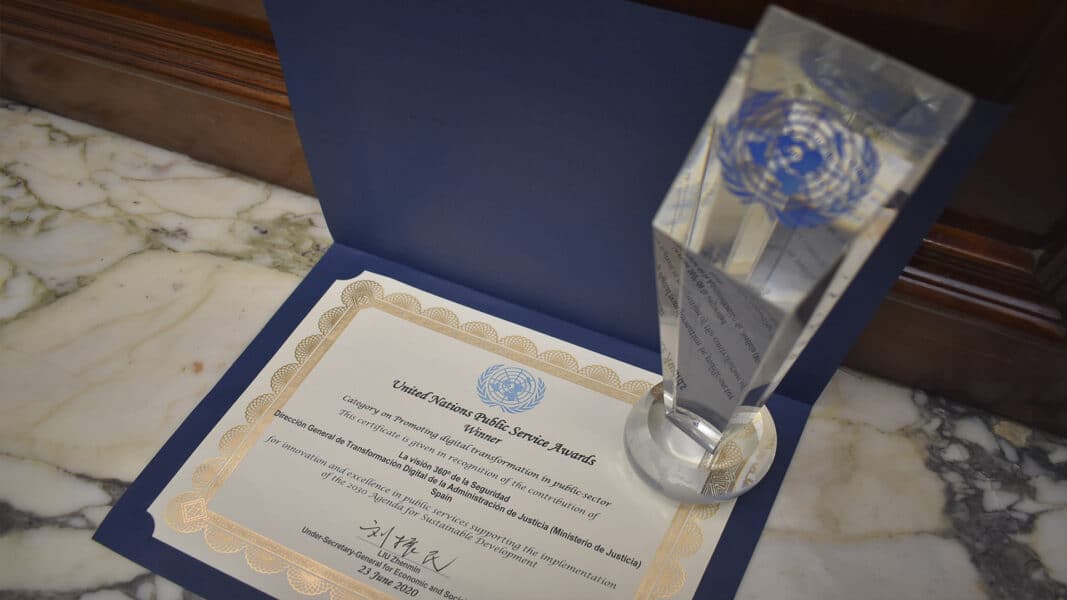 United Nations Public Service Awards
Winner
Category on Promoting digital transformation in public sector
This certificate is given in recognition of the contribution of
La visión 360º de la Seguridad
Dirección General de Transformación Digital de la Administración de Justicia (Ministerio de Justicia)
Spain
for innovation and excellence in public services supporting the implementation
of the 2030 Agenda for Sustainable Development
刘振民
LIU Zhenmin
Under-Secretary-General for Economic and Social
23 June 2020